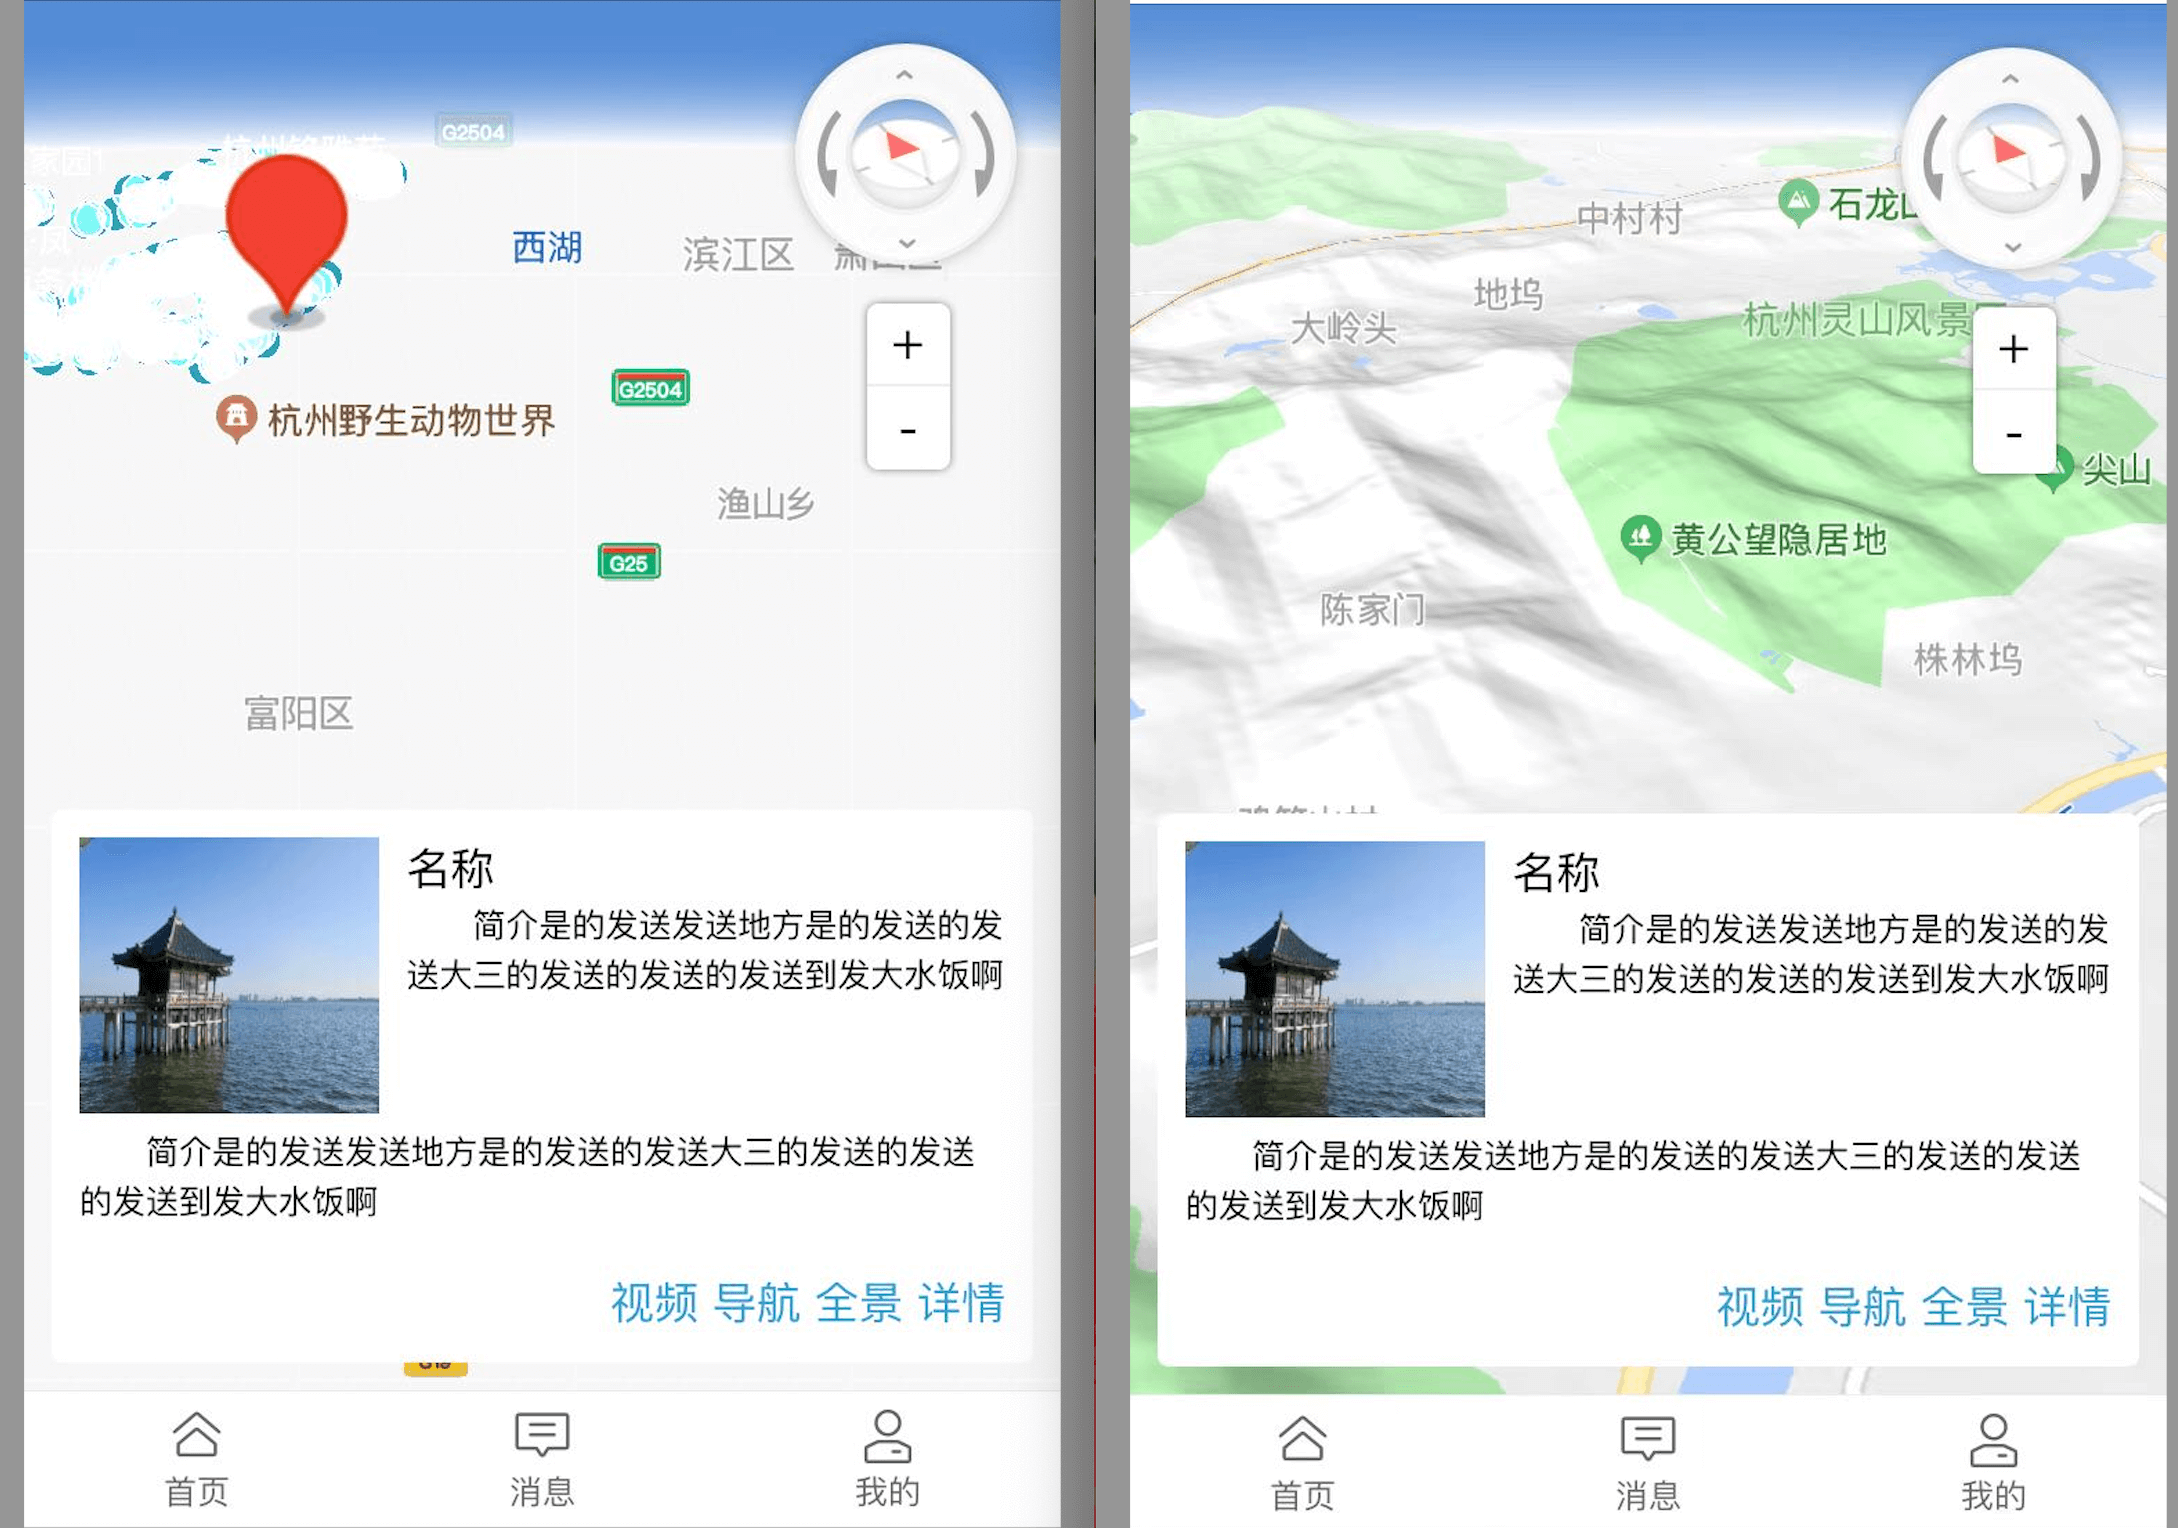 G2504
家园1
西湖
滨江区
+
G2504
-
杭州野生动物世界
渔山乡
G25
富阳区
名称
简介是的发送发送地方是的发送的发
送大三的发送的发送的发送到发大水饭啊
简介是的发送发送地方是的发送的发送大三的发送的发送
的发送到发大水饭啊
视频 导航 全景 详情
首页
消息
我的
石龙山
中村村
地坞
杭州灵山风景
大岭头
+
-
尖山
黄公望隐居地
陈家门
株林坞
名称
简介是的发送发送地方是的发送的发
送大三的发送的发送的发送到发大水饭啊
简介是的发送发送地方是的发送的发送大三的发送的发送
的发送到发大水饭啊
视频 导航 全景 详情
首页
消息
我的